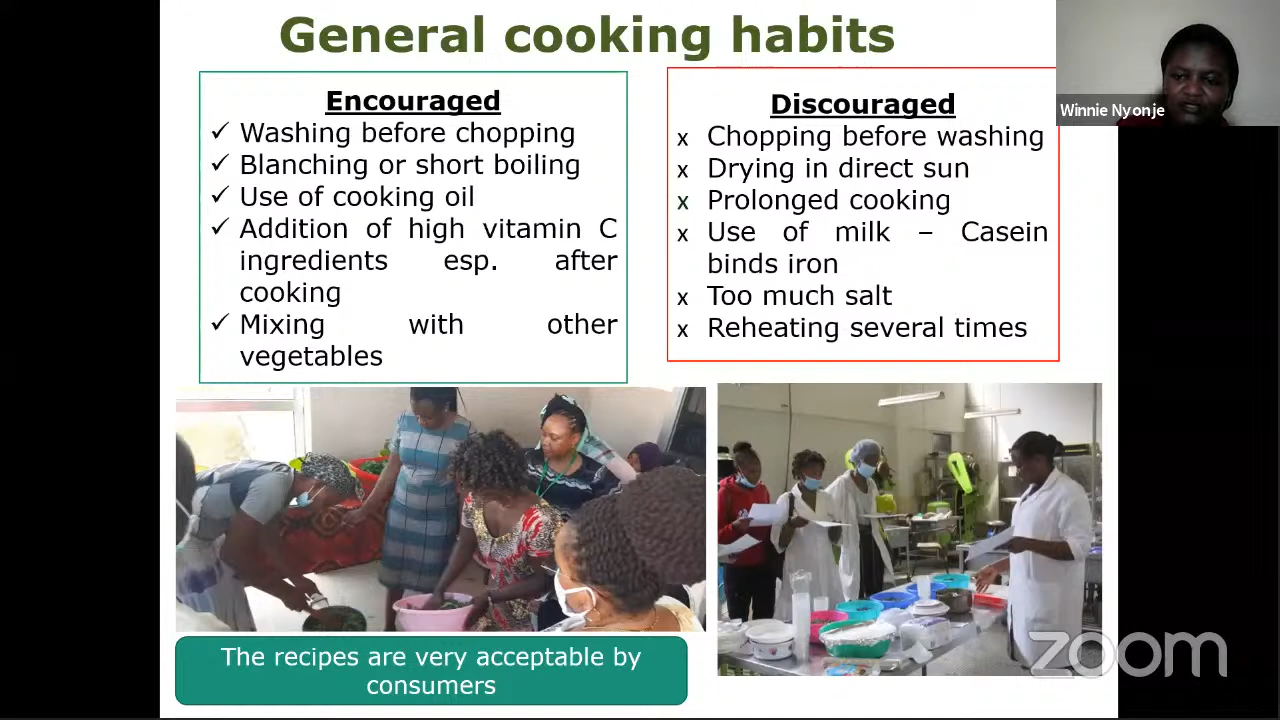 General cooking habits
Encouraged
✓ Washing before chopping
✓ Blanching or short boiling
✓ Use of cooking oil
✓ Addition of high vitamin C
ingredients esp. after
cooking
✓ Mixing with other
vegetables
Discouraged
x Chopping before washing
x Drying in direct sun
x Prolonged cooking
x Use of milk – Casein
binds iron
x Too much salt
x Reheating several times
Winnie Nyonje
The recipes are very acceptable by
consumers
zoom